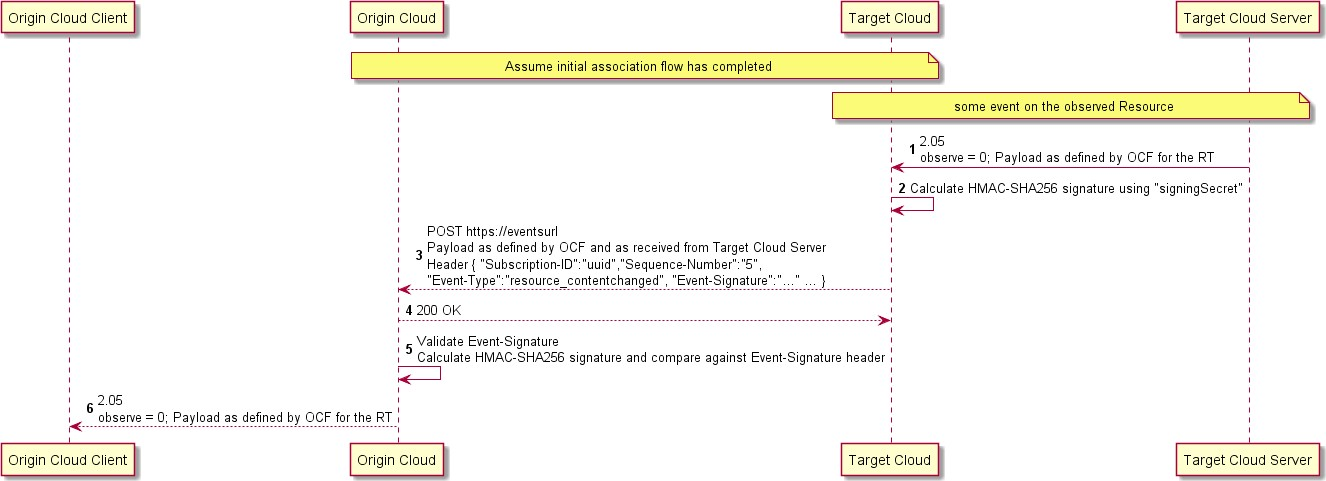 Origin Cloud Client
Origin Cloud
Target Cloud
Target Cloud Server
Assume initial association flow has completed
some event on the observed Resource
1 2.05
observe = 0; Payload as defined by OCF for the RT
2 Calculate HMAC-SHA256 signature using "signingSecret"
POST https://eventsurl
Payload as defined by OCF and as received from Target Cloud Server
3 Header { "Subscription-ID":"uuid","Sequence-Number":"5",
"Event-Type":"resource_contentchanged", "Event-Signature":"..." ... }
4 200 OK
5 Validate Event-Signature
Calculate HMAC-SHA256 signature and compare against Event-Signature header
6 2.05
observe = 0; Payload as defined by OCF for the RT
Origin Cloud Client
Origin Cloud
Target Cloud
Target Cloud Server